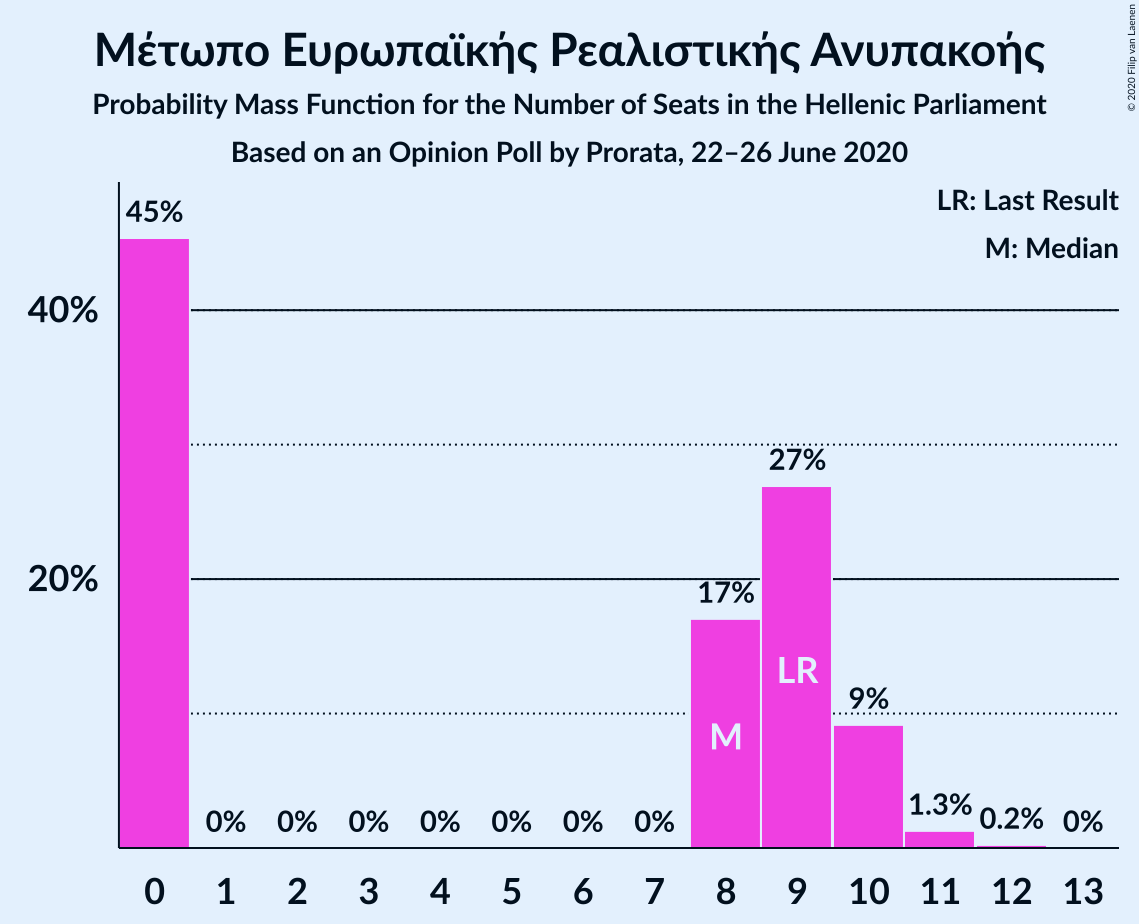 Μέτωπο Ευρωπαϊκής Ρεαλιστικής Ανυπακοής
Probability Mass Function for the Number of Seats in the Hellenic Parliament
Based on an Opinion Poll by Prorata, 22–26 June 2020
© 2020 Filip van Laenen
LR: Last Result
M: Median
45%
40%
27%
20%
17%
LR
9%
M
0% 0% 0% 0% 0% 0% 0% 1.3% 0.2% 0%
0 1 2 3 4 5 6 7 8 9 10 11 12 13